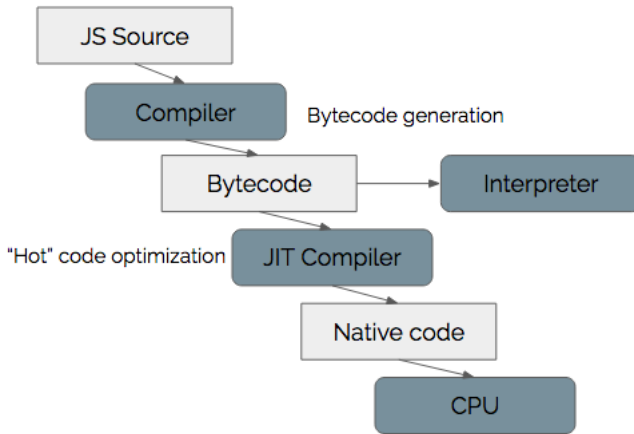 JS Source
Compiler
Bytecode generation
Bytecode
Interpreter
"Hot" code optimization
JIT Compiler
Native code
CPU